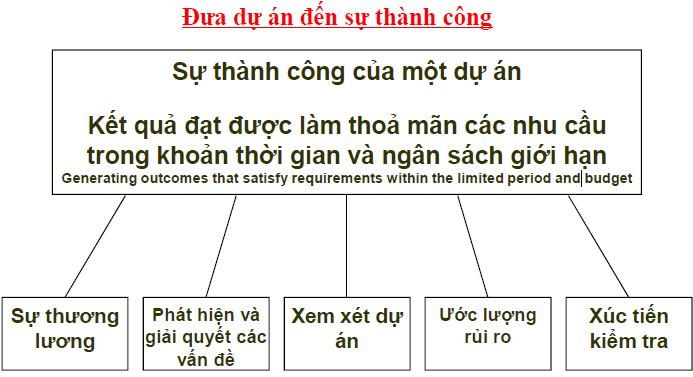 Đưa dự án đến sự thành công
Sự thành công của một dự án
Kết quả đạt được làm thoả mãn các nhu cầu
trong khoản thời gian và ngân sách giới hạn
Generating outcomes that satisfy requirements within the limited period and budget
Sự thương
lương
Phát hiện và
giải quyết các
vấn đề
Xem xét dự
án
Ước lượng
rủi ro
Xúc tiến
kiểm tra